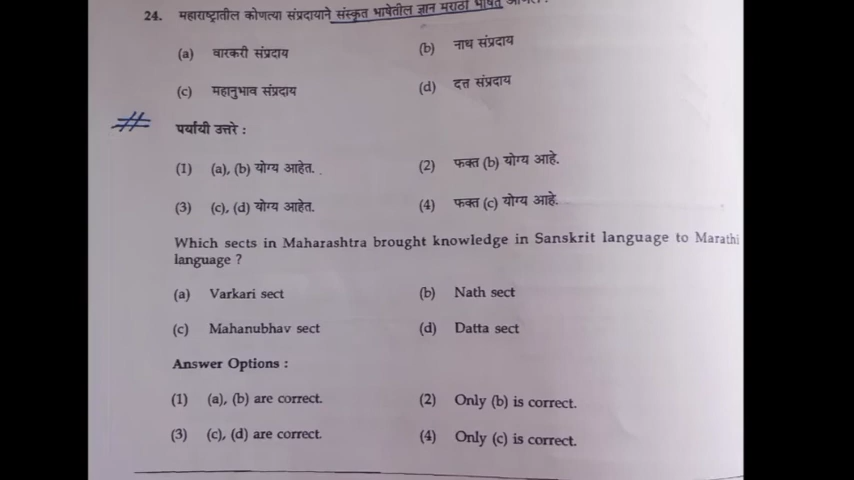 24. महाराष्ट्रातील कोणत्या संप्रदायाने संस्कृत भाषेतील ज्ञान मराठी भाषेत
(a) वारकरी संप्रदाय (b) नाथ संप्रदाय
(c) महानुभाव संप्रदाय (d) दत्त संप्रदाय
पर्यायी उत्तरे :
(1) (a), (b) योग्य आहेत. (2) फक्त (b) योग्य आहे.
(3) (c), (d) योग्य आहेत. (4) फक्त (c) योग्य आहे.
Which sects in Maharashtra brought knowledge in Sanskrit language to Marathi
language ?
(a) Varkari sect (b) Nath sect
(c) Mahanubhav sect (d) Datta sect
Answer Options :
(1) (a), (b) are correct. (2) Only (b) is correct.
(3) (c), (d) are correct. (4) Only (c) is correct.